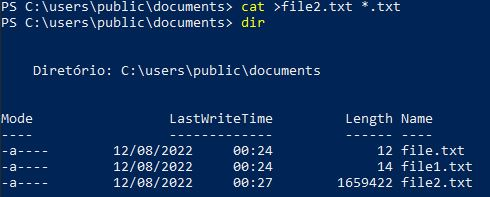 PS C:\users\public\documents> cat >file2.txt *.txt
PS C:\users\public\documents> dir
Diretório: C:\users\public\documents
Mode LastWriteTime Length Name
---- ------------- ------ ----
-a---- 12/08/2022 00:24 12 file.txt
-a---- 12/08/2022 00:24 14 file1.txt
-a---- 12/08/2022 00:27 1659422 file2.txt